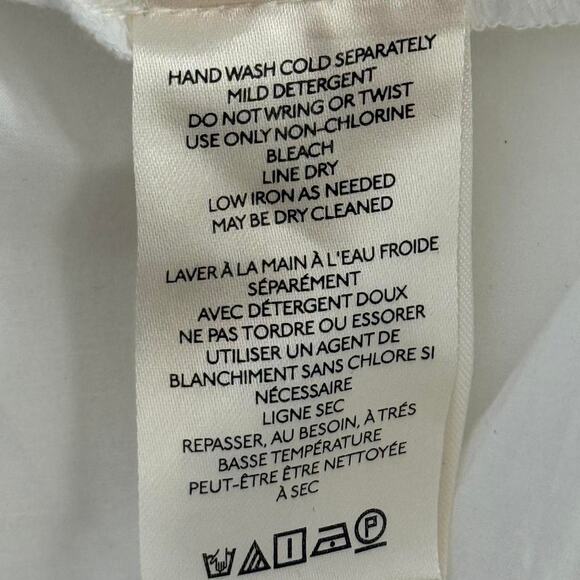 HAND WASH COLD SEPARATELY
MILD DETERGENT
DO NOT WRING OR TWIST
USE ONLY NON-CHLORINE
BLEACH
LINE DRY
LOW IRON AS NEEDED
MAY BE DRY CLEANED
LAVER À LA MAIN À L'EAU FROIDE
SÉPARÉMENT
AVEC DÉTERGENT DOUX
NE PAS TORDRE OU ESSORER
UTILISER UN AGENT DE
BLANCHIMENT SANS CHLORE SI
NÉCESSAIRE
LIGNE SEC
REPASSER, AU BESOIN, À TRÉS
BASSE TEMPÉRATURE
PEUT-ÊTRE ÊTRE NETTOYÉE
À SEC
P